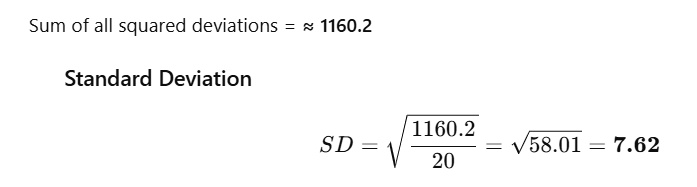 Sum of all squared deviations = ≈ 1160.2
Standard Deviation
SD = √(1160.2/20) = √58.01 = 7.62